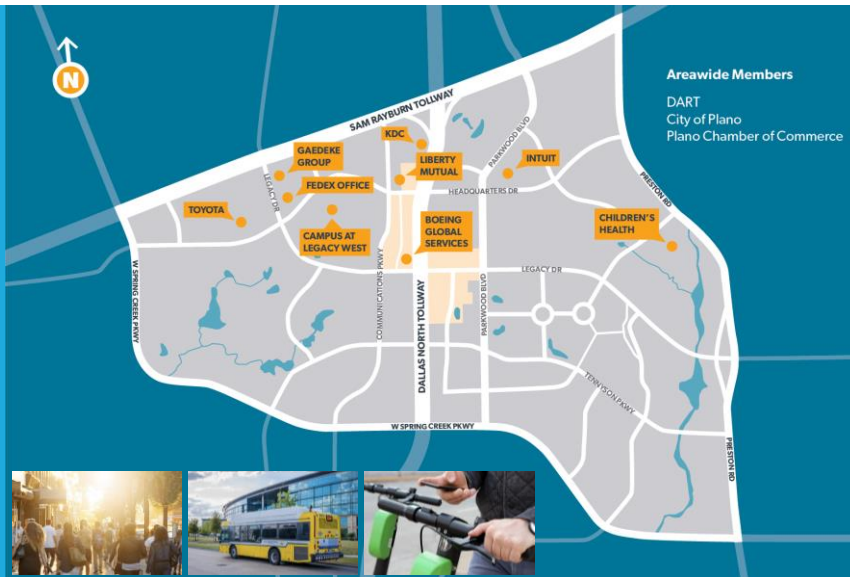 N
SAM RAYBURN TOLLWAY
Areawide Members
DART
City of Plano
Plano Chamber of Commerce
KDC
PARKWOOD BLVD
GAEDEKE
GROUP
LIBERTY
MUTUAL
INTUIT
LEGACY DR
FEDEX OFFICE
HEADQUARTERS DR
PRESTON RD
TOYOTA
CAMPUS AT
LEGACY WEST
BOEING
GLOBAL
SERVICES
CHILDREN'S
HEALTH
W SPRING CREEK PKWY
COMMUNICATIONS PKWY
LEGACY DR
DALLAS NORTH TOLLWAY
PARKWOOD BLVD
TENNYSON PKWY
W SPRING CREEK PKWY
PRESTON RD